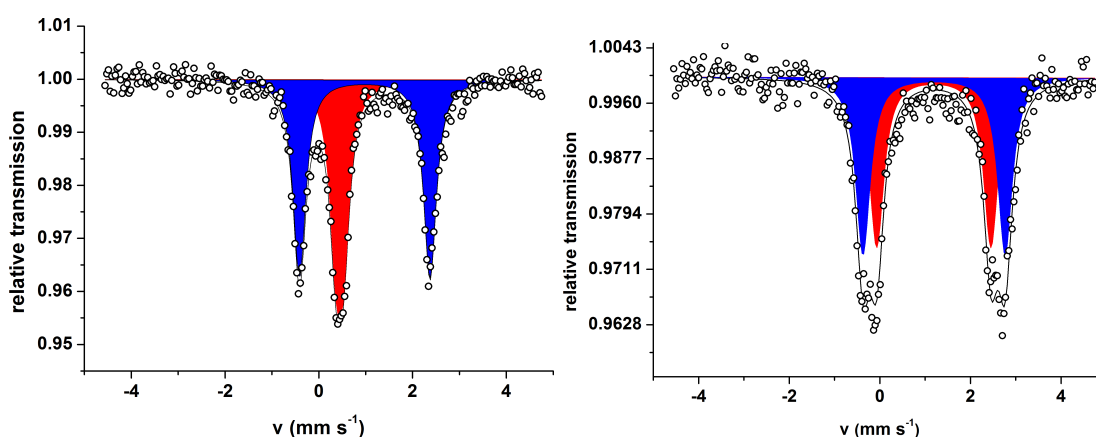 1.01
1.00
0.99
0.98
0.97
0.96
0.95
relative transmission
-4 -2 0 2 4
v (mm s⁻¹)
1.0043
0.9960
0.9877
0.9794
0.9711
0.9628
relative transmission
-4 -2 0 2 4
v (mm s⁻¹)